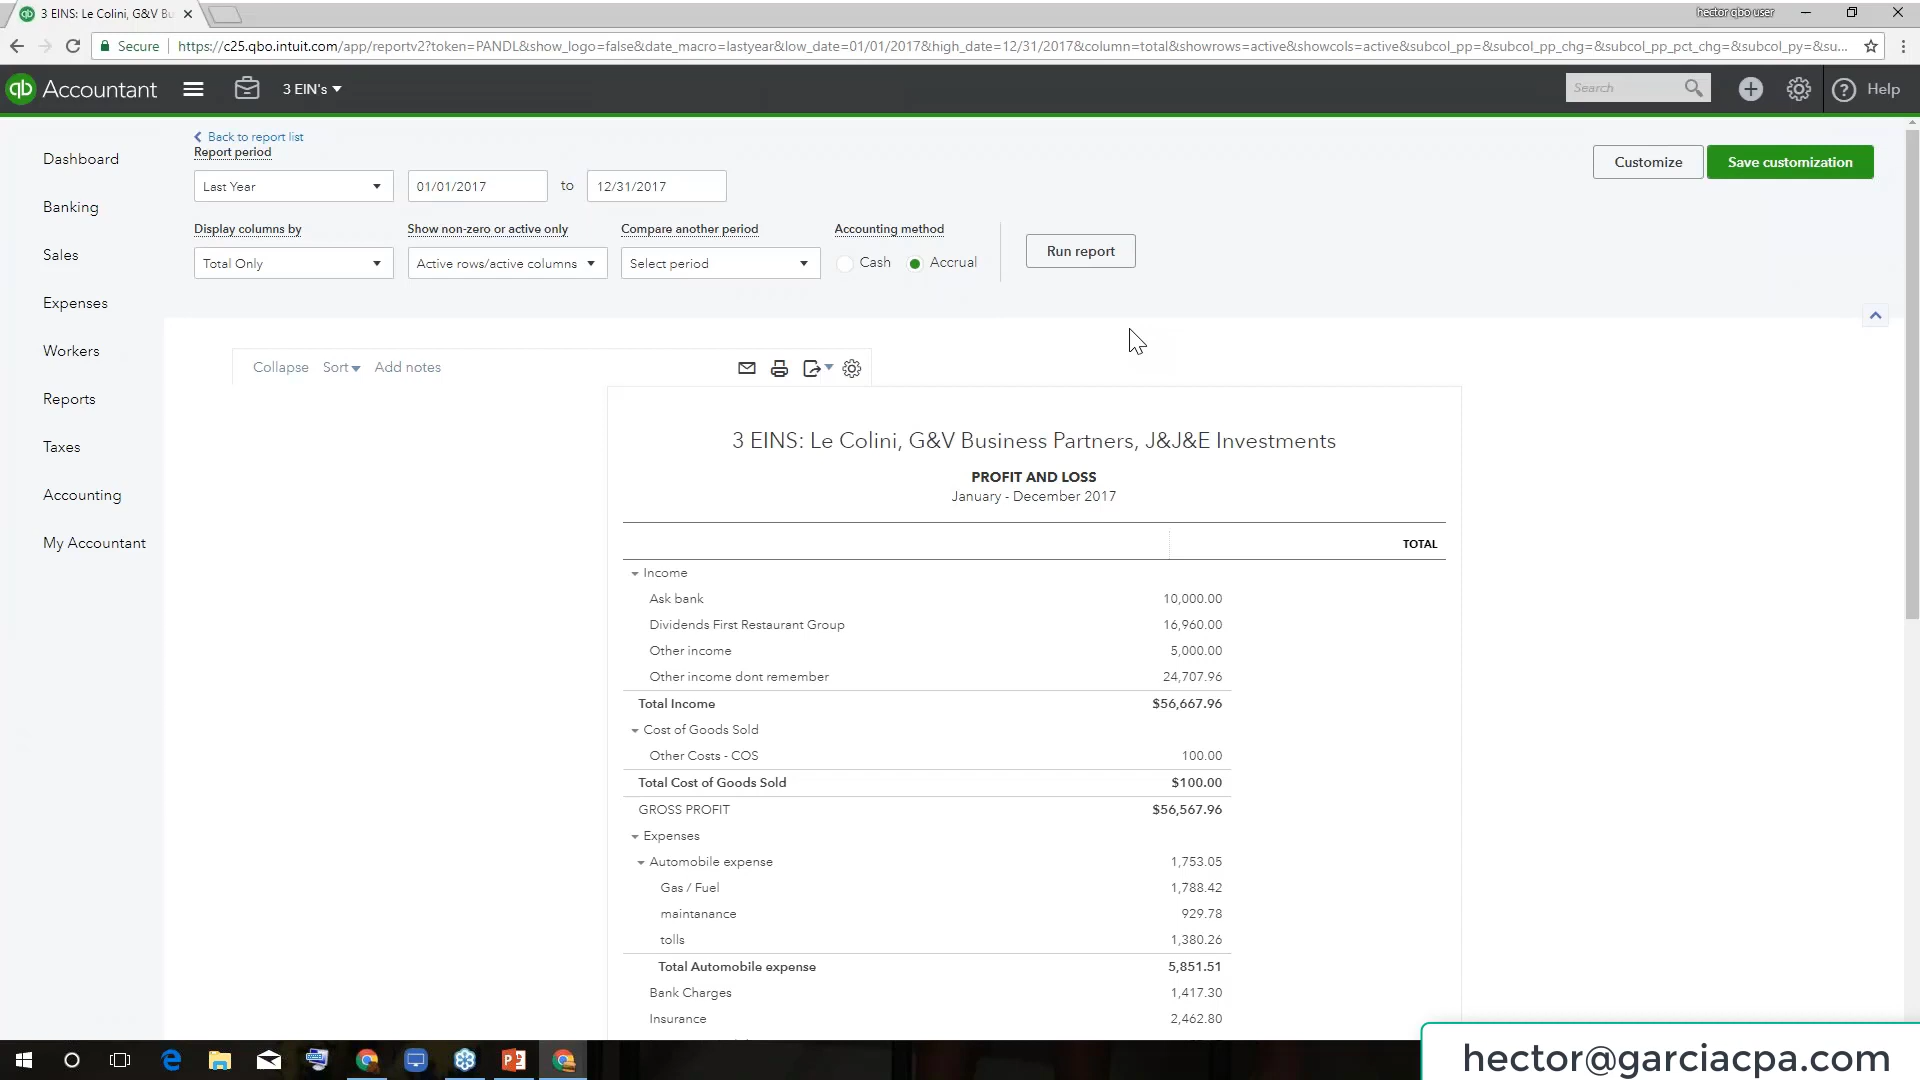 3 EINS: Le Colini, G&V Bu
hector qbo user
Secure https://c25.qbo.intuit.com/app/reportv2?token=PANDL&show_logo=false&date_macro=lastyear&low_date=01/01/2017&high_date=12/31/2017&column=total&showrows=active&showcols=active&subcol_pp=&subcol_pp_chg=&subcol_pp_pct_chg=&subcol_py=&su...
qb Accountant 3 EIN's Search Help
Back to report list
Report period
Last Year 01/01/2017 to 12/31/2017
Customize Save customization
Display columns by Show non-zero or active only Compare another period Accounting method
Total Only Active rows/active columns Select period Cash Accrual Run report
Dashboard
Banking
Sales
Expenses
Workers
Reports
Taxes
Accounting
My Accountant
Collapse Sort Add notes
3 EINS: Le Colini, G&V Business Partners, J&J&E Investments
PROFIT AND LOSS
January - December 2017
TOTAL
Income
Ask bank 10,000.00
Dividends First Restaurant Group 16,960.00
Other income 5,000.00
Other income dont remember 24,707.96
Total Income $56,667.96
Cost of Goods Sold
Other Costs - COS 100.00
Total Cost of Goods Sold $100.00
GROSS PROFIT $56,567.96
Expenses
Automobile expense 1,753.05
Gas / Fuel 1,788.42
maintanance 929.78
tolls 1,380.26
Total Automobile expense 5,851.51
Bank Charges 1,417.30
Insurance 2,462.80
hector@garciacpa.com